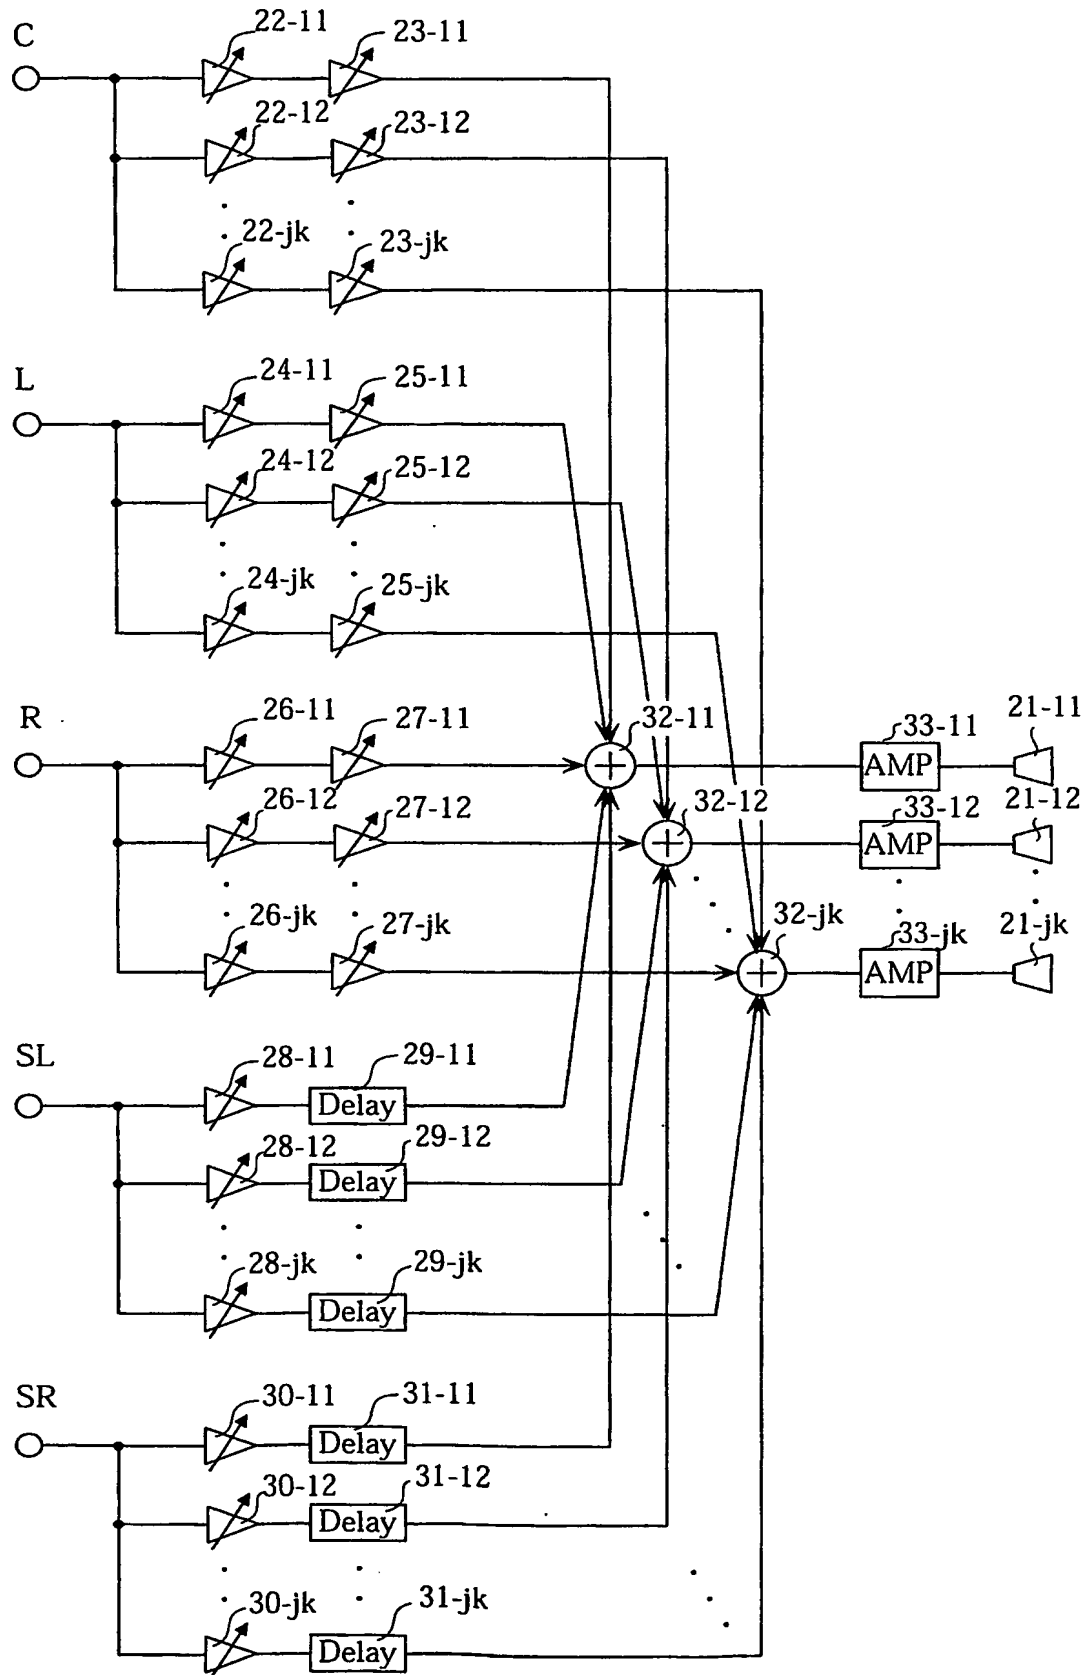 C
22-11
23-11
22-12
23-12
22-jk
23-jk
L
24-11
25-11
24-12
25-12
24-jk
25-jk
R
26-11
27-11
32-11
33-11
21-11
AMP
26-12
27-12
32-12
33-12
21-12
AMP
26-jk
27-jk
32-jk
33-jk
21-jk
AMP
SL
28-11
29-11
Delay
28-12
29-12
Delay
28-jk
29-jk
Delay
SR
30-11
31-11
Delay
30-12
31-12
Delay
30-jk
31-jk
Delay